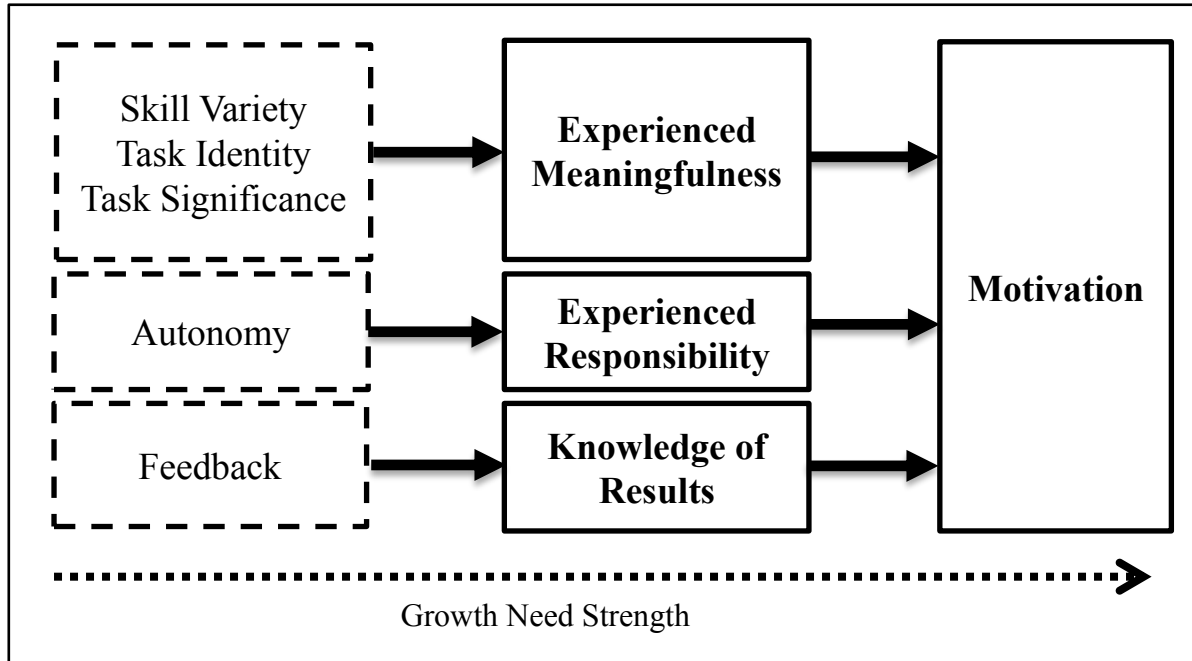 Skill Variety
Task Identity
Task Significance
Experienced
Meaningfulness
Motivation
Autonomy
Experienced
Responsibility
Feedback
Knowledge of
Results
Growth Need Strength